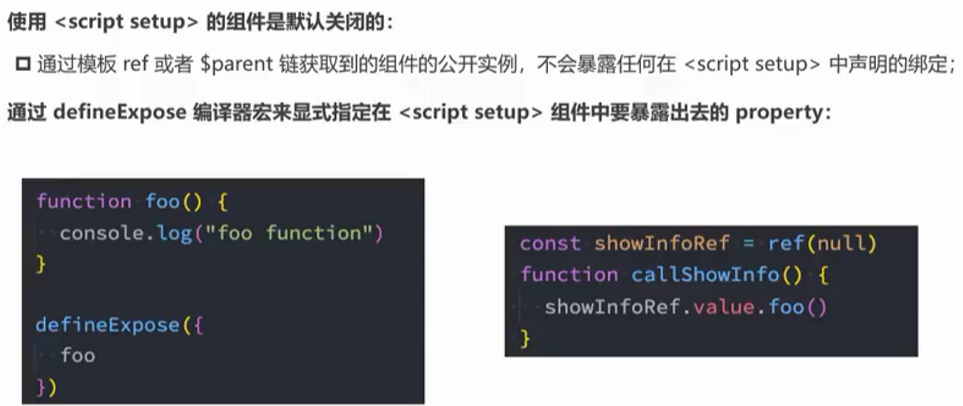 使用 <script setup> 的组件是默认关闭的：
通过模板 ref 或者 $parent 链获取到的组件的公开实例，不会暴露任何在 <script setup> 中声明的绑定；
通过 defineExpose 编译器宏来显式指定在 <script setup> 组件中要暴露出去的 property：
function foo() {
  console.log("foo function")
}
defineExpose({
  foo
})
const showInfoRef = ref(null)
function callShowInfo() {
  showInfoRef.value.foo()
}